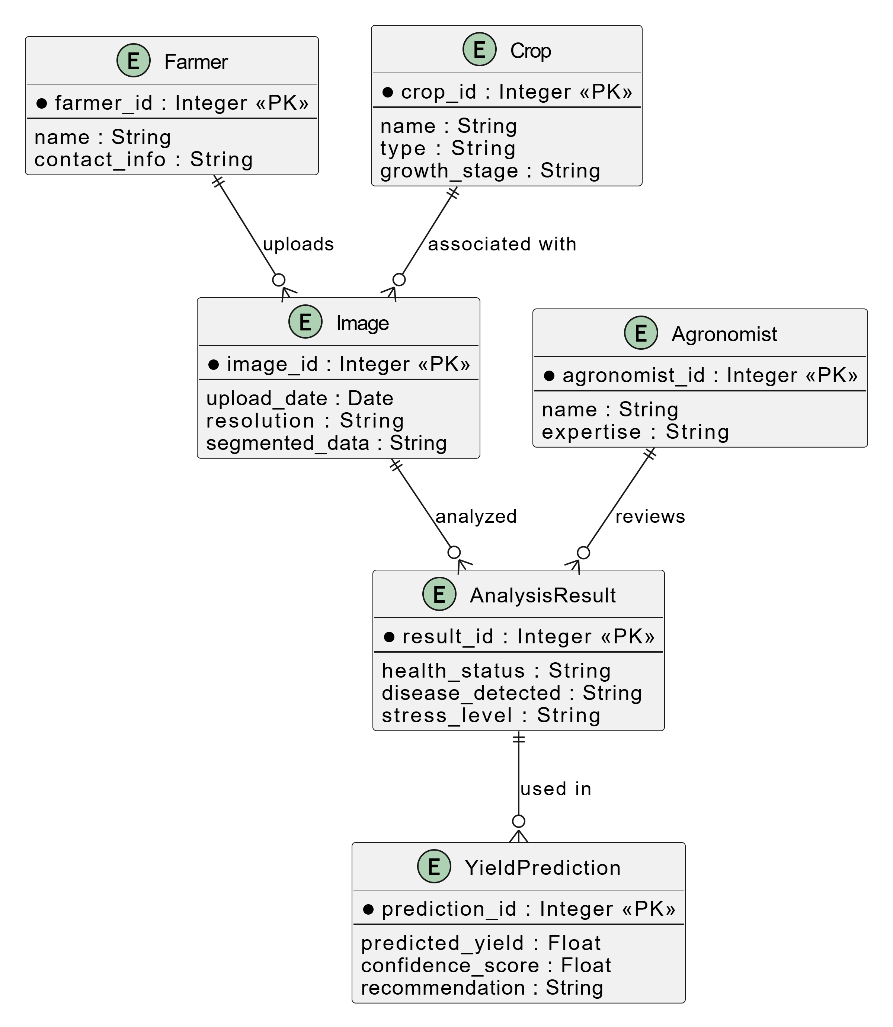 E Farmer
farmer_id : Integer «PK»
name : String
contact_info : String
E Crop
crop_id : Integer «PK»
name : String
type : String
growth_stage : String
uploads
associated with
E Image
image_id : Integer «PK»
upload_date : Date
resolution : String
segmented_data : String
E Agronomist
agronomist_id : Integer «PK»
name : String
expertise : String
analyzed
reviews
E AnalysisResult
result_id : Integer «PK»
health_status : String
disease_detected : String
stress_level : String
used in
E YieldPrediction
prediction_id : Integer «PK»
predicted_yield : Float
confidence_score : Float
recommendation : String